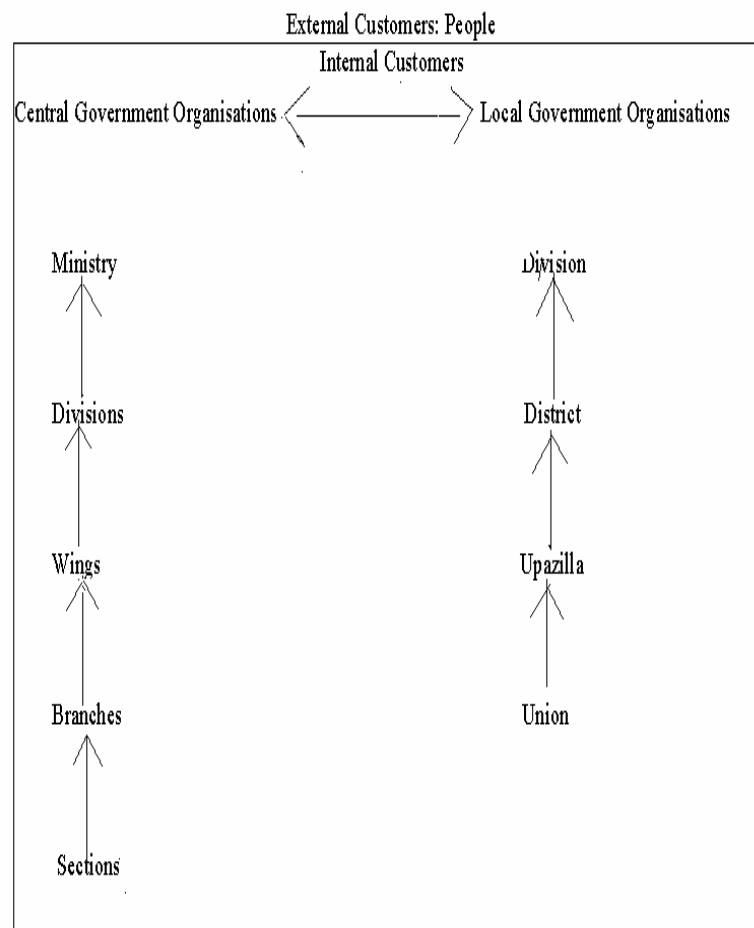 External Customers: People
Internal Customers
Central Government Organisations Local Government Organisations
Ministry Division
Divisions District
Wings Upazilla
Branches Union
Sections